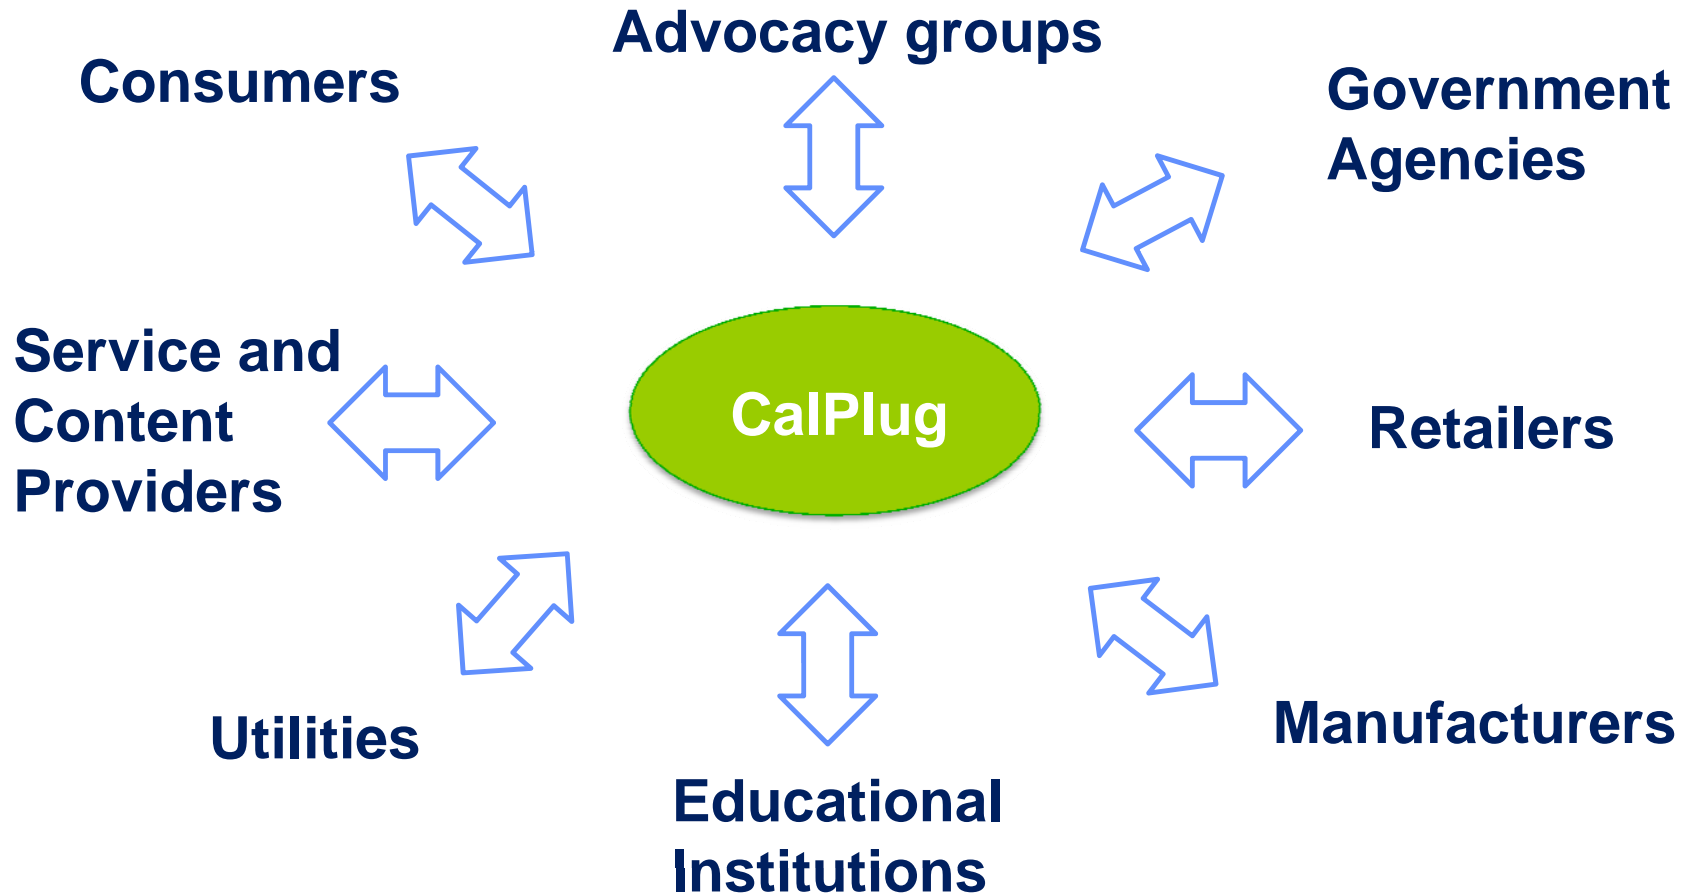 Advocacy groups
Consumers
Government
Agencies
Service and
Content
Providers
CalPlug
Retailers
Utilities
Manufacturers
Educational
Institutions